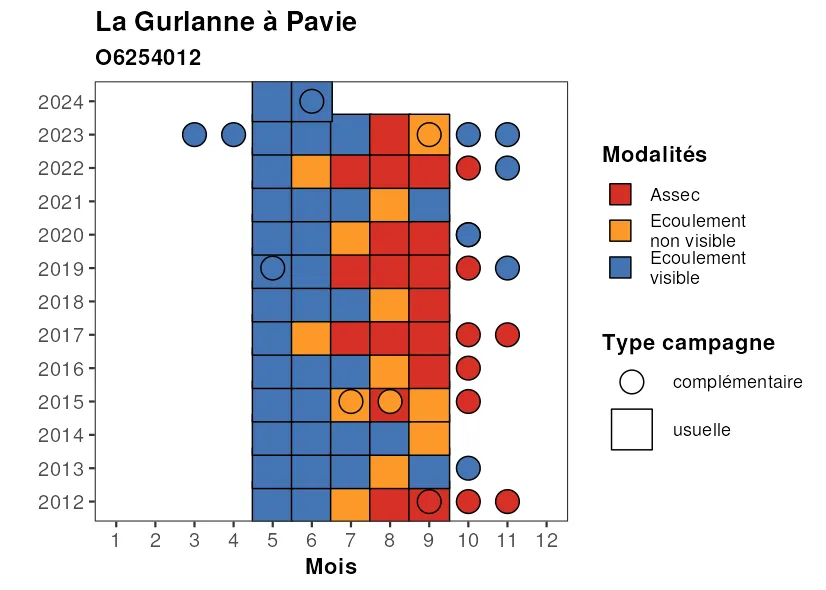 La Gurlanne à Pavie
O6254012
2024
2023
2022
2021
2020
2019
2018
2017
2016
2015
2014
2013
2012
1 2 3 4 5 6 7 8 9 10 11 12
Mois
Modalités
Assec
Ecoulement
non visible
Ecoulement
visible
Type campagne
complémentaire
usuelle